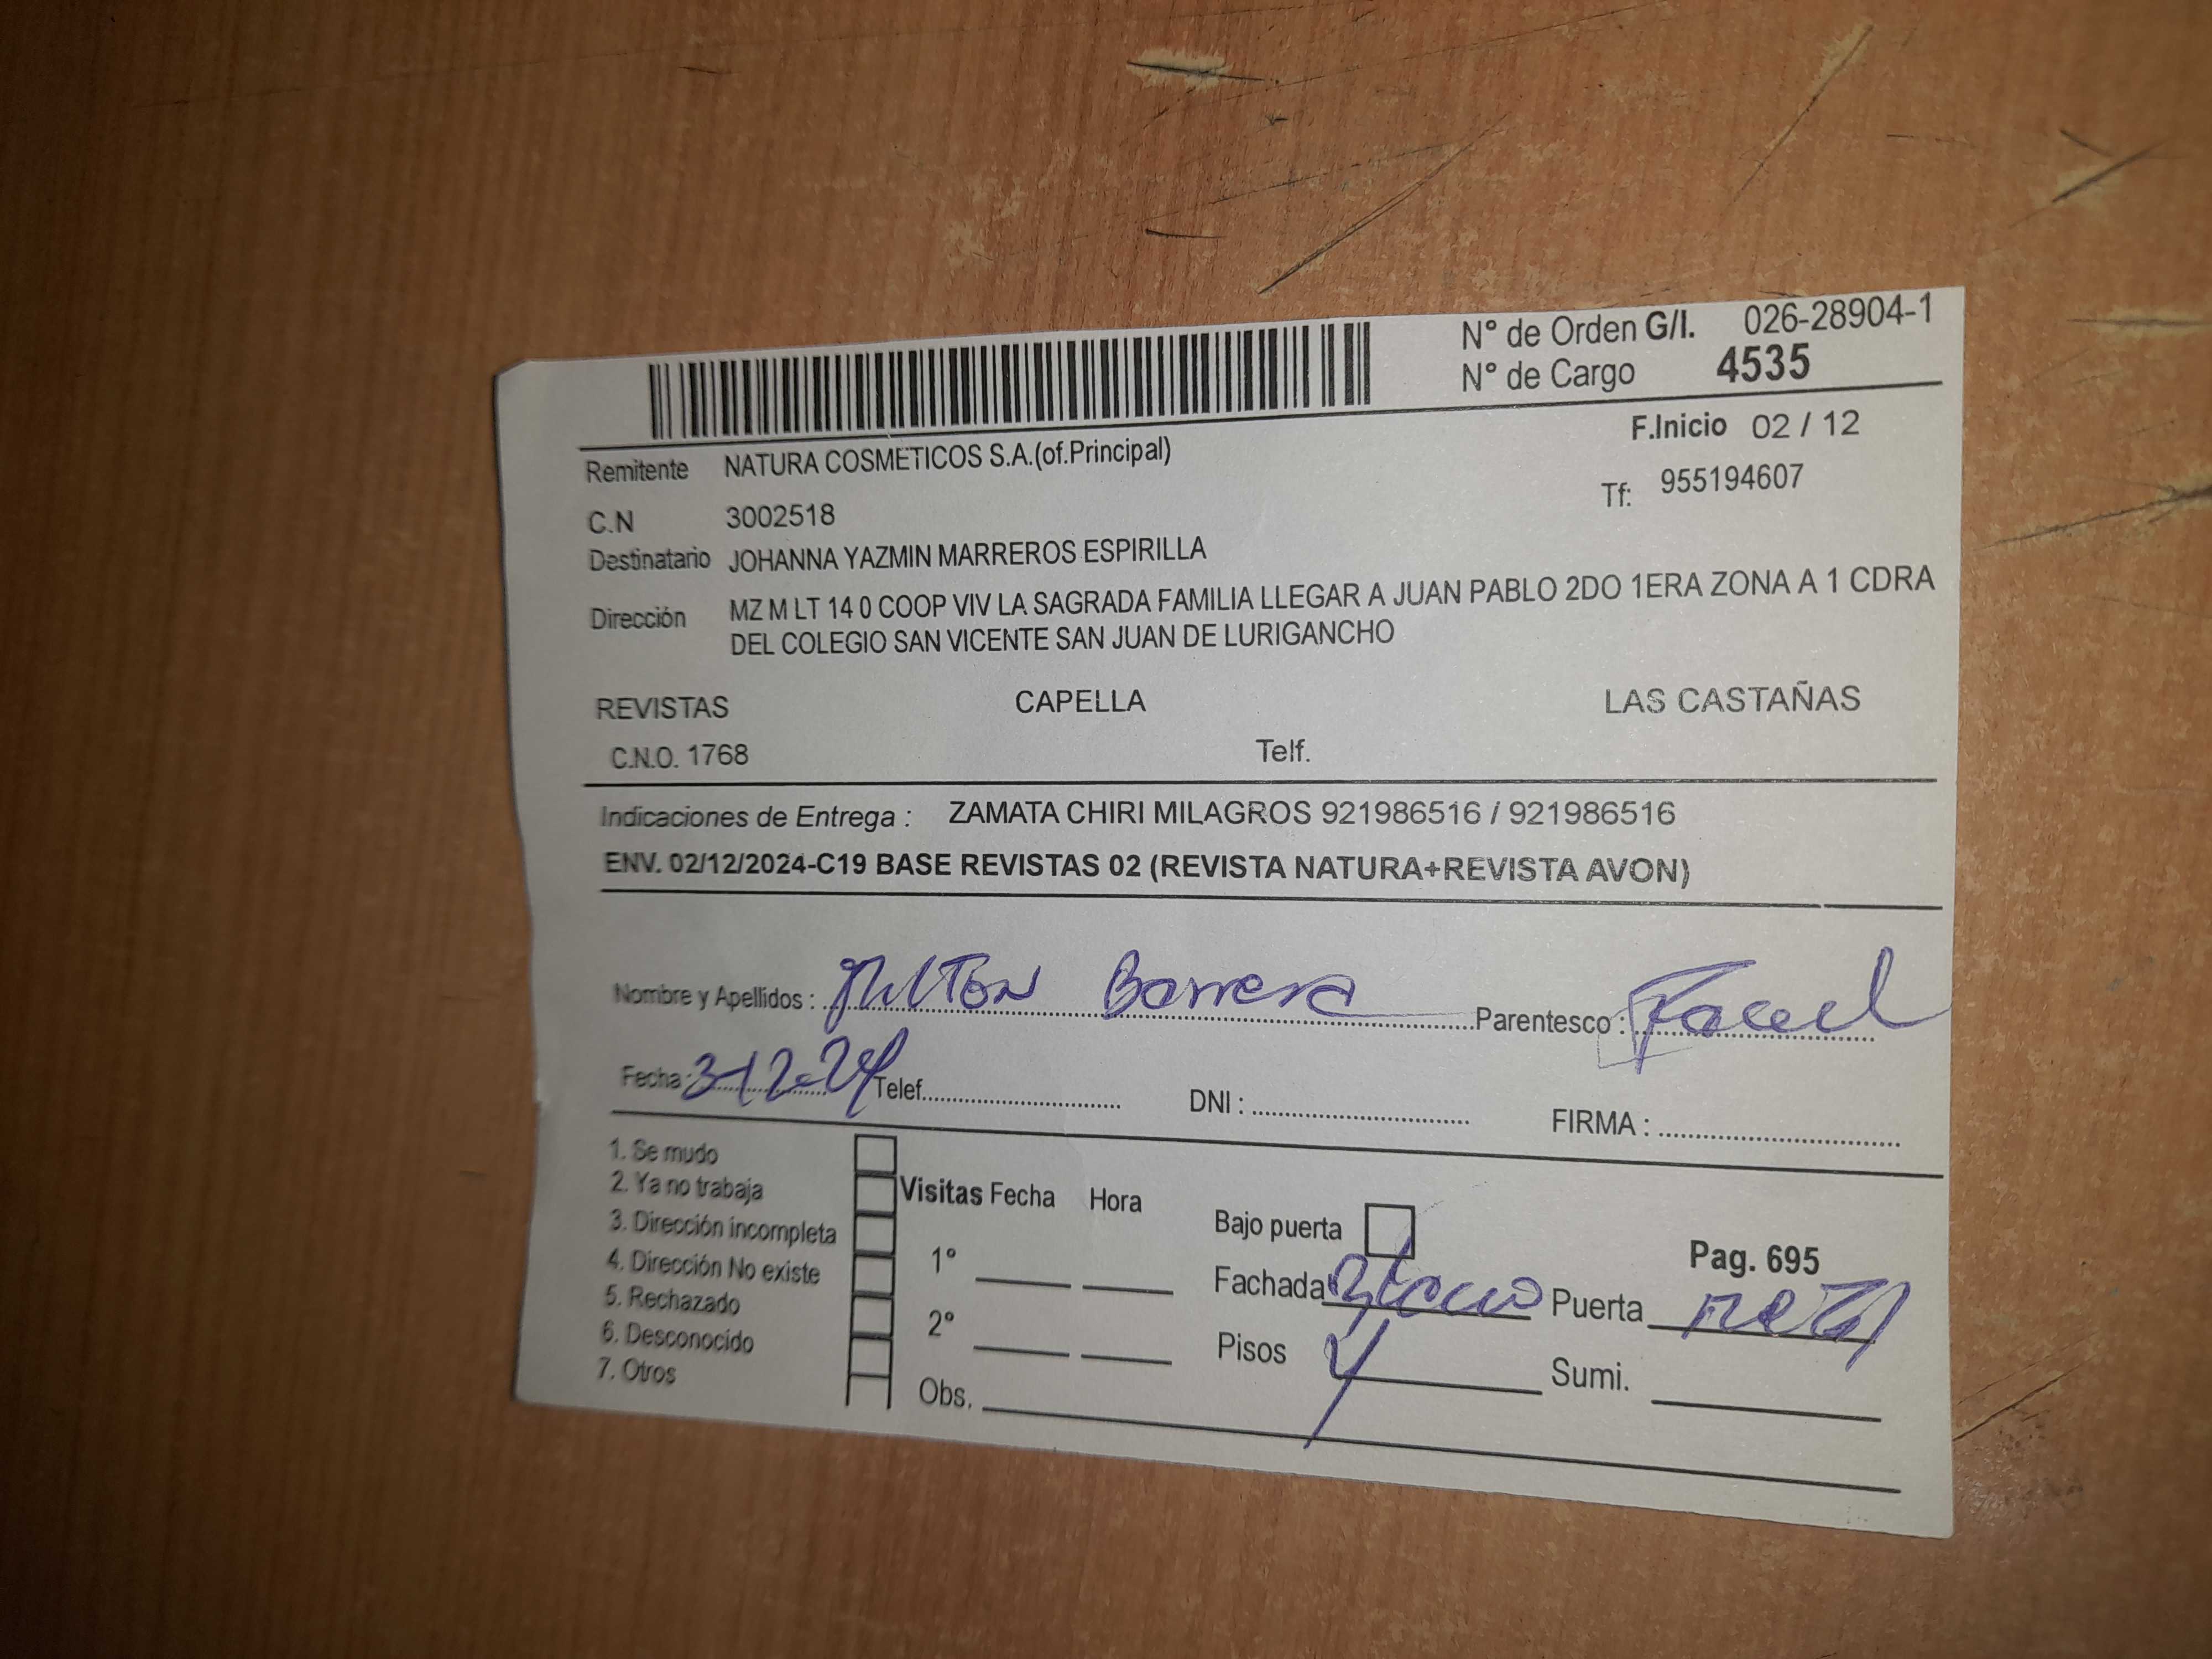 N° de Orden G/I. 026-28904-1
N° de Cargo 4535
F.Inicio 02 / 12
Remitente NATURA COSMETICOS S.A.(of.Principal)
Tf: 955194607
C.N 3002518
Destinatario JOHANNA YAZMIN MARREROS ESPIRILLA
Dirección MZ M LT 14 0 COOP VIV LA SAGRADA FAMILIA LLEGAR A JUAN PABLO 2DO 1ERA ZONA A 1 CDRA
DEL COLEGIO SAN VICENTE SAN JUAN DE LURIGANCHO
REVISTAS CAPELLA LAS CASTAÑAS
C.N.O. 1768 Telf.
Indicaciones de Entrega : ZAMATA CHIRI MILAGROS 921986516 / 921986516
ENV. 02/12/2024-C19 BASE REVISTAS 02 (REVISTA NATURA+REVISTA AVON)
Nombre y Apellidos : Milton Barrera Parentesco :
Fecha: 3-12-24 Telef. DNI : FIRMA :
1. Se mudo
2. Ya no trabaja
3. Dirección incompleta
4. Dirección No existe
5. Rechazado
6. Desconocido
7. Otros
Visitas Fecha Hora
1°
2°
Obs.
Bajo puerta
Pag. 695
Fachada Puerta
Pisos 4 Sumi.